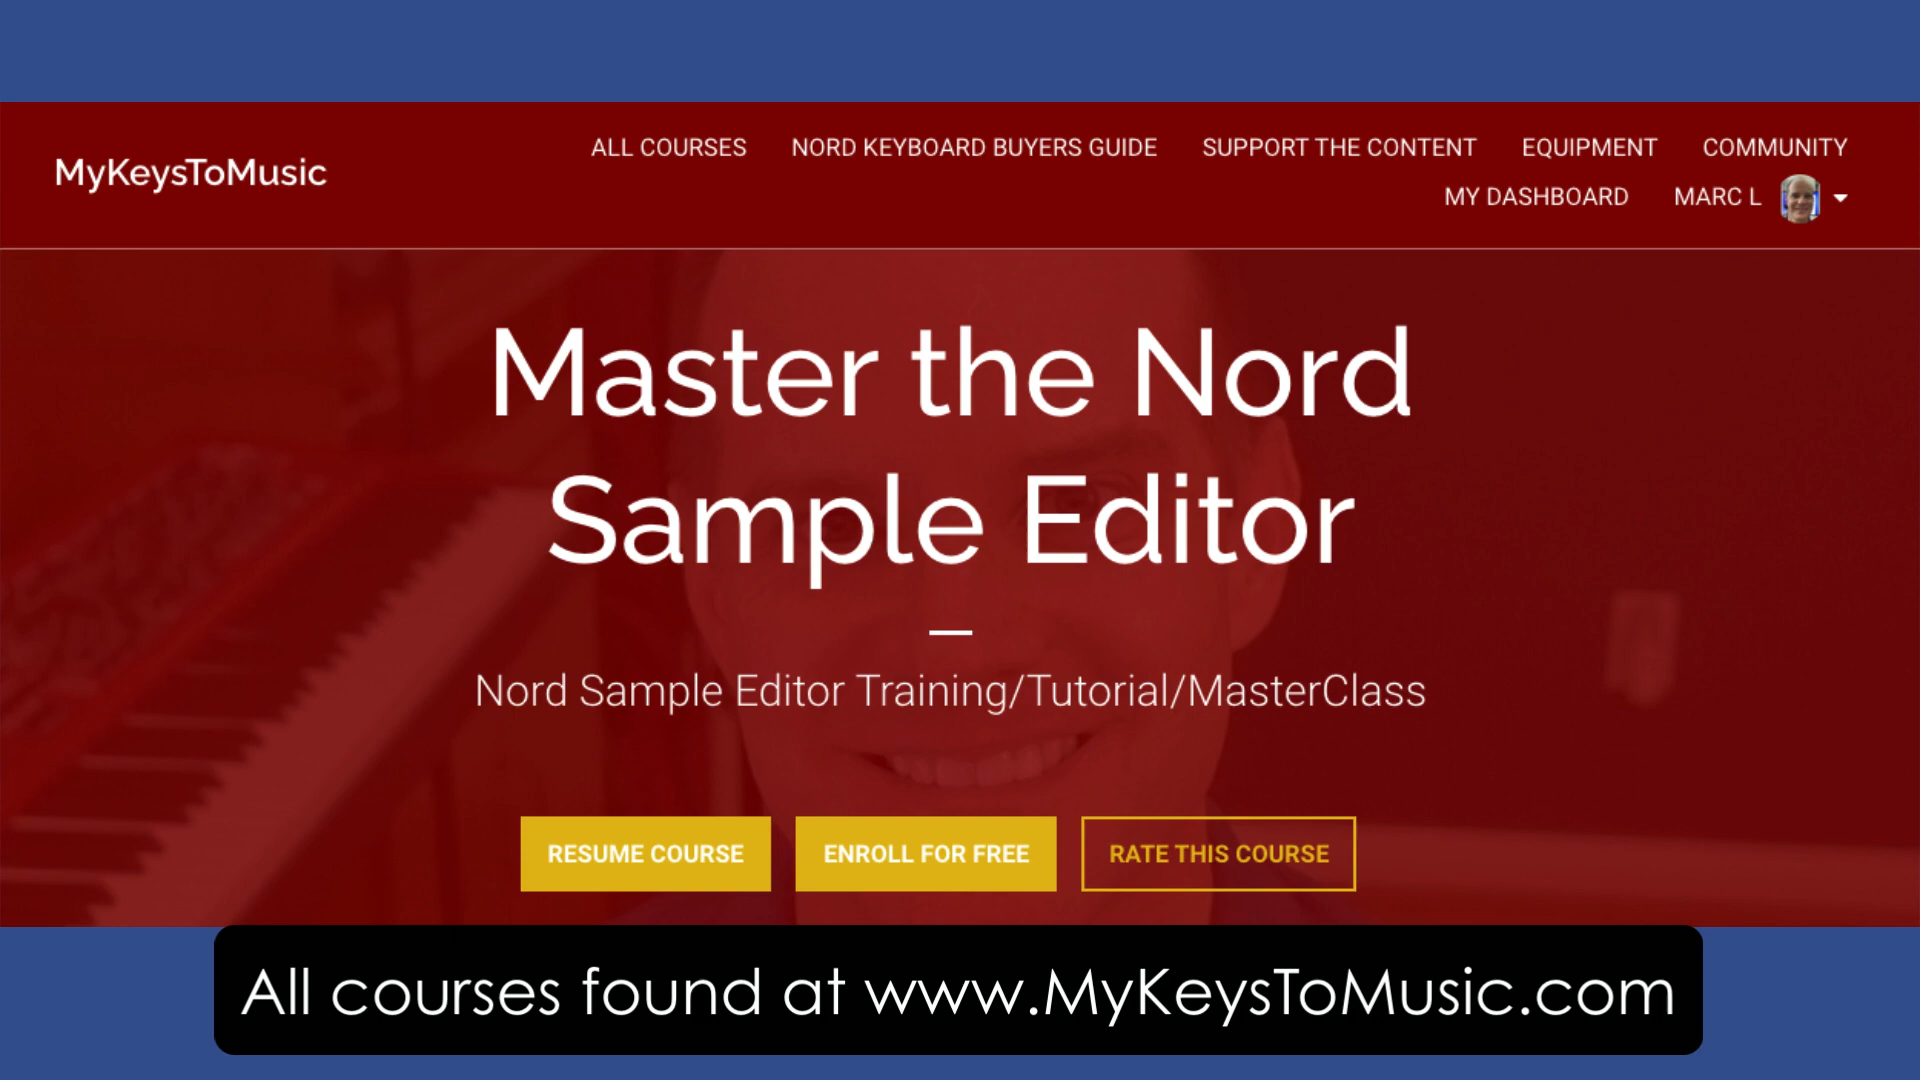 MyKeysToMusic
ALL COURSES NORD KEYBOARD BUYERS GUIDE SUPPORT THE CONTENT EQUIPMENT COMMUNITY
MY DASHBOARD MARC L
Master the Nord
Sample Editor
Nord Sample Editor Training/Tutorial/MasterClass
RESUME COURSE ENROLL FOR FREE RATE THIS COURSE
All courses found at www.MyKeysToMusic.com